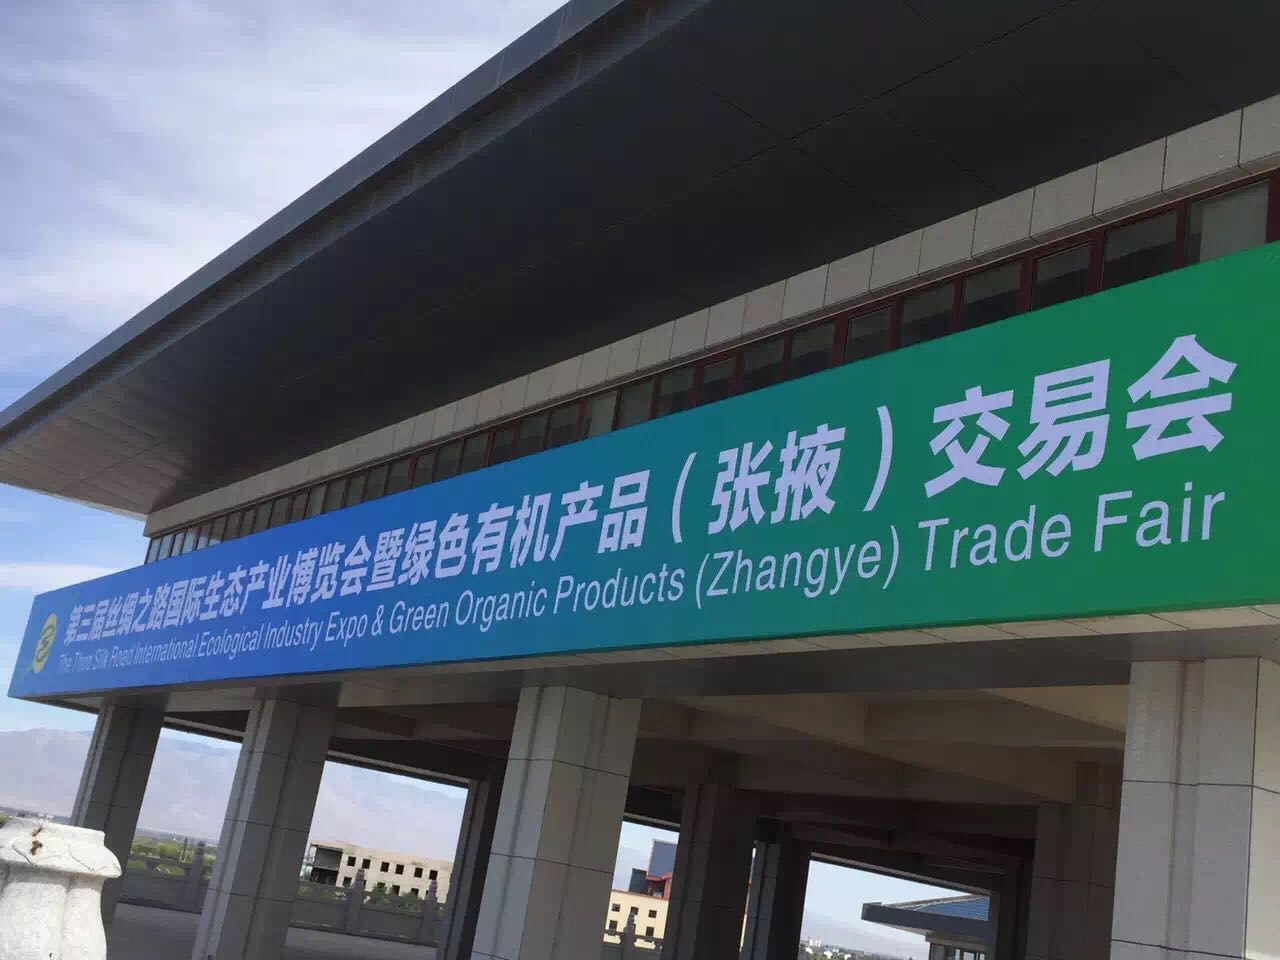 第三届丝绸之路国际生态产业博览会暨绿色有机产品（张掖）交易会
The Third Silk Road International Ecological Industry Expo & Green Organic Products (Zhangye) Trade Fair